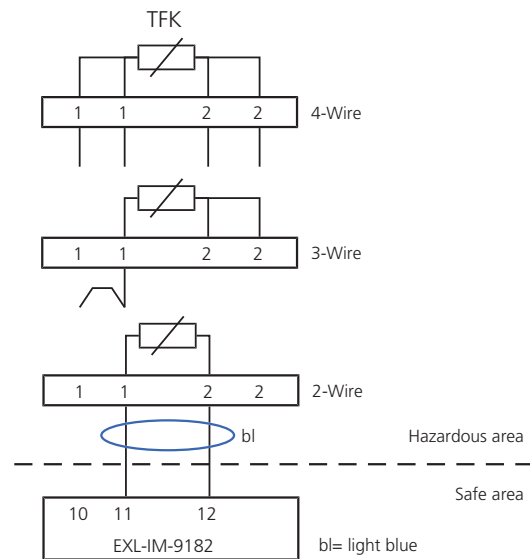 TFK
1 1 2 2
4-Wire
1 1 2 2
3-Wire
1 1 2 2
2-Wire
bl
Hazardous area
Safe area
10 11 12
EXL-IM-9182
bl= light blue